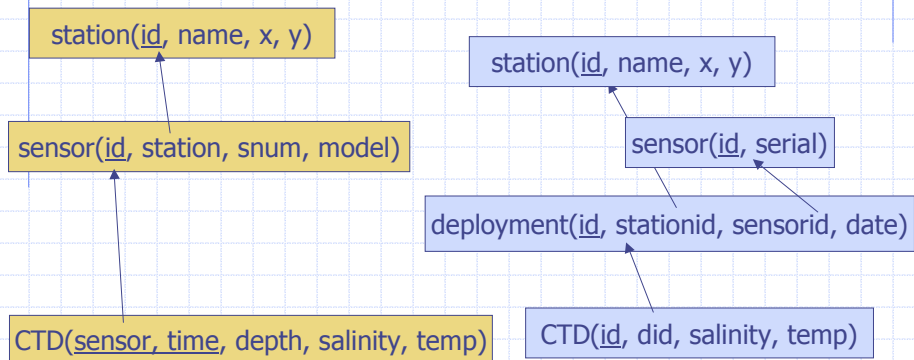 station(id, name, x, y)
sensor(id, station, snum, model)
CTD(sensor, time, depth, salinity, temp)
station(id, name, x, y)
sensor(id, serial)
deployment(id, stationid, sensorid, date)
CTD(id, did, salinity, temp)